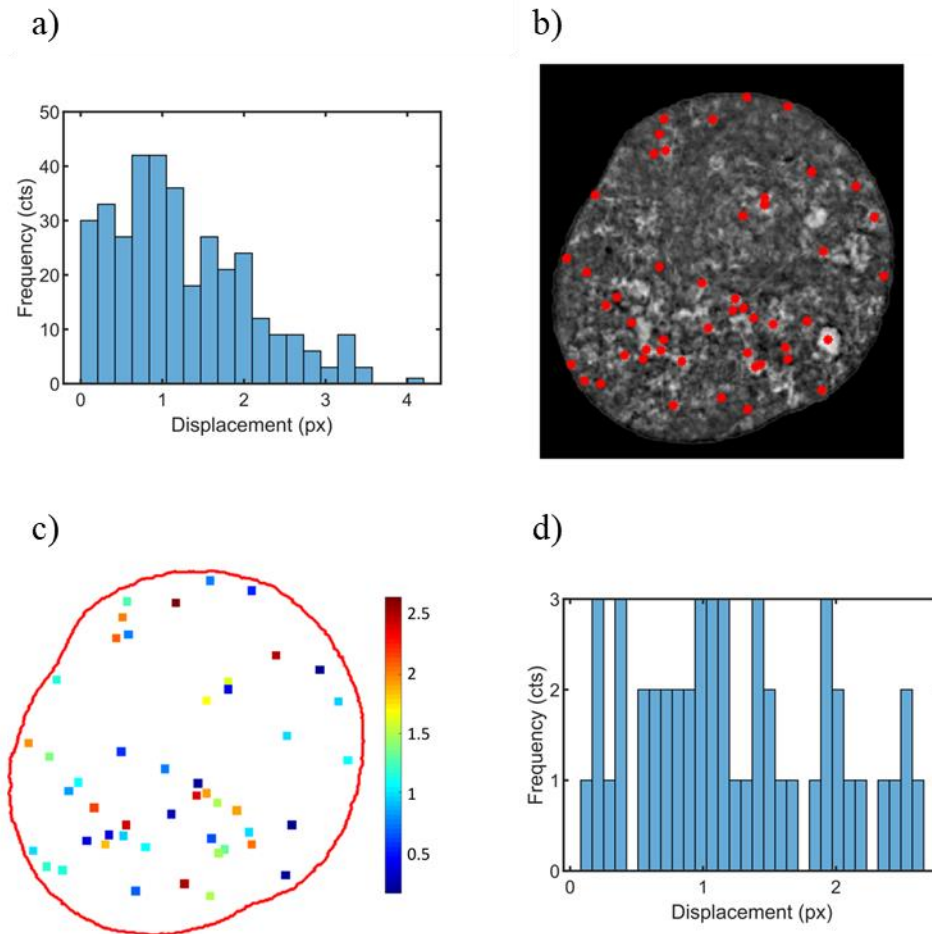 a)
50
40
30
20
10
0
Frequency (cts)
0 1 2 3 4
Displacement (px)
b)
c)
2.5
2
1.5
1
0.5
d)
3
2
1
0
Frequency (cts)
0 1 2
Displacement (px)